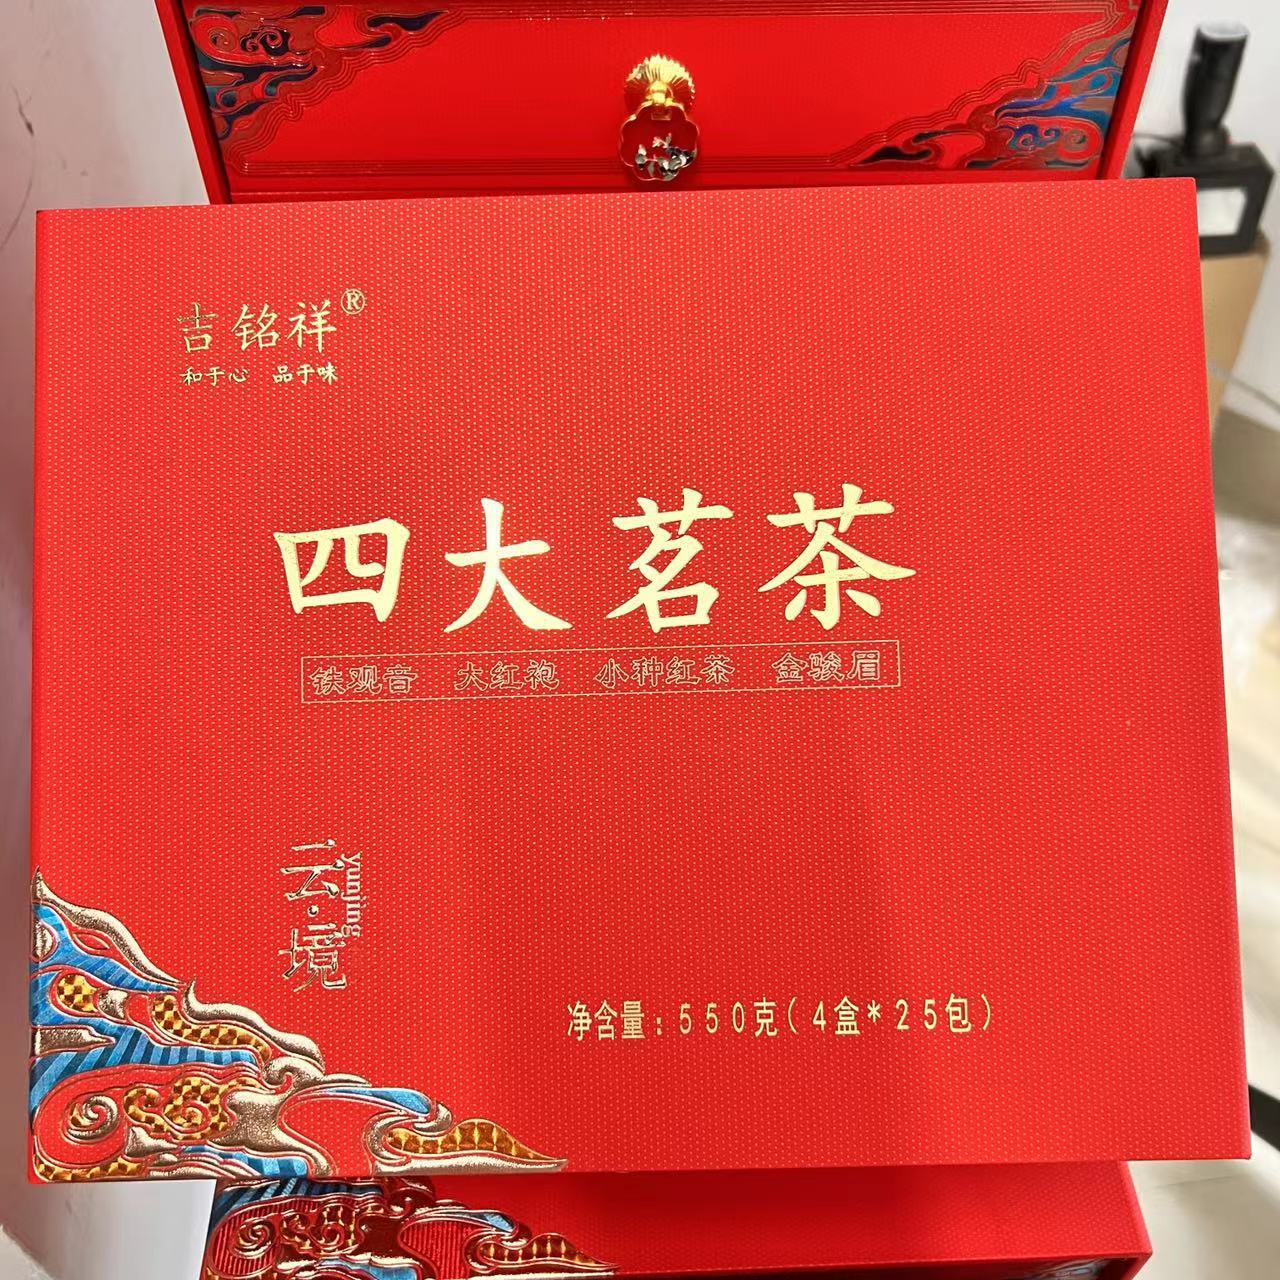 吉铭祥®
和于心 品于味
四大茗茶
铁观音 大红袍 小种红茶 金骏眉
云·境
yunjing
净含量：550克（4盒*25包）